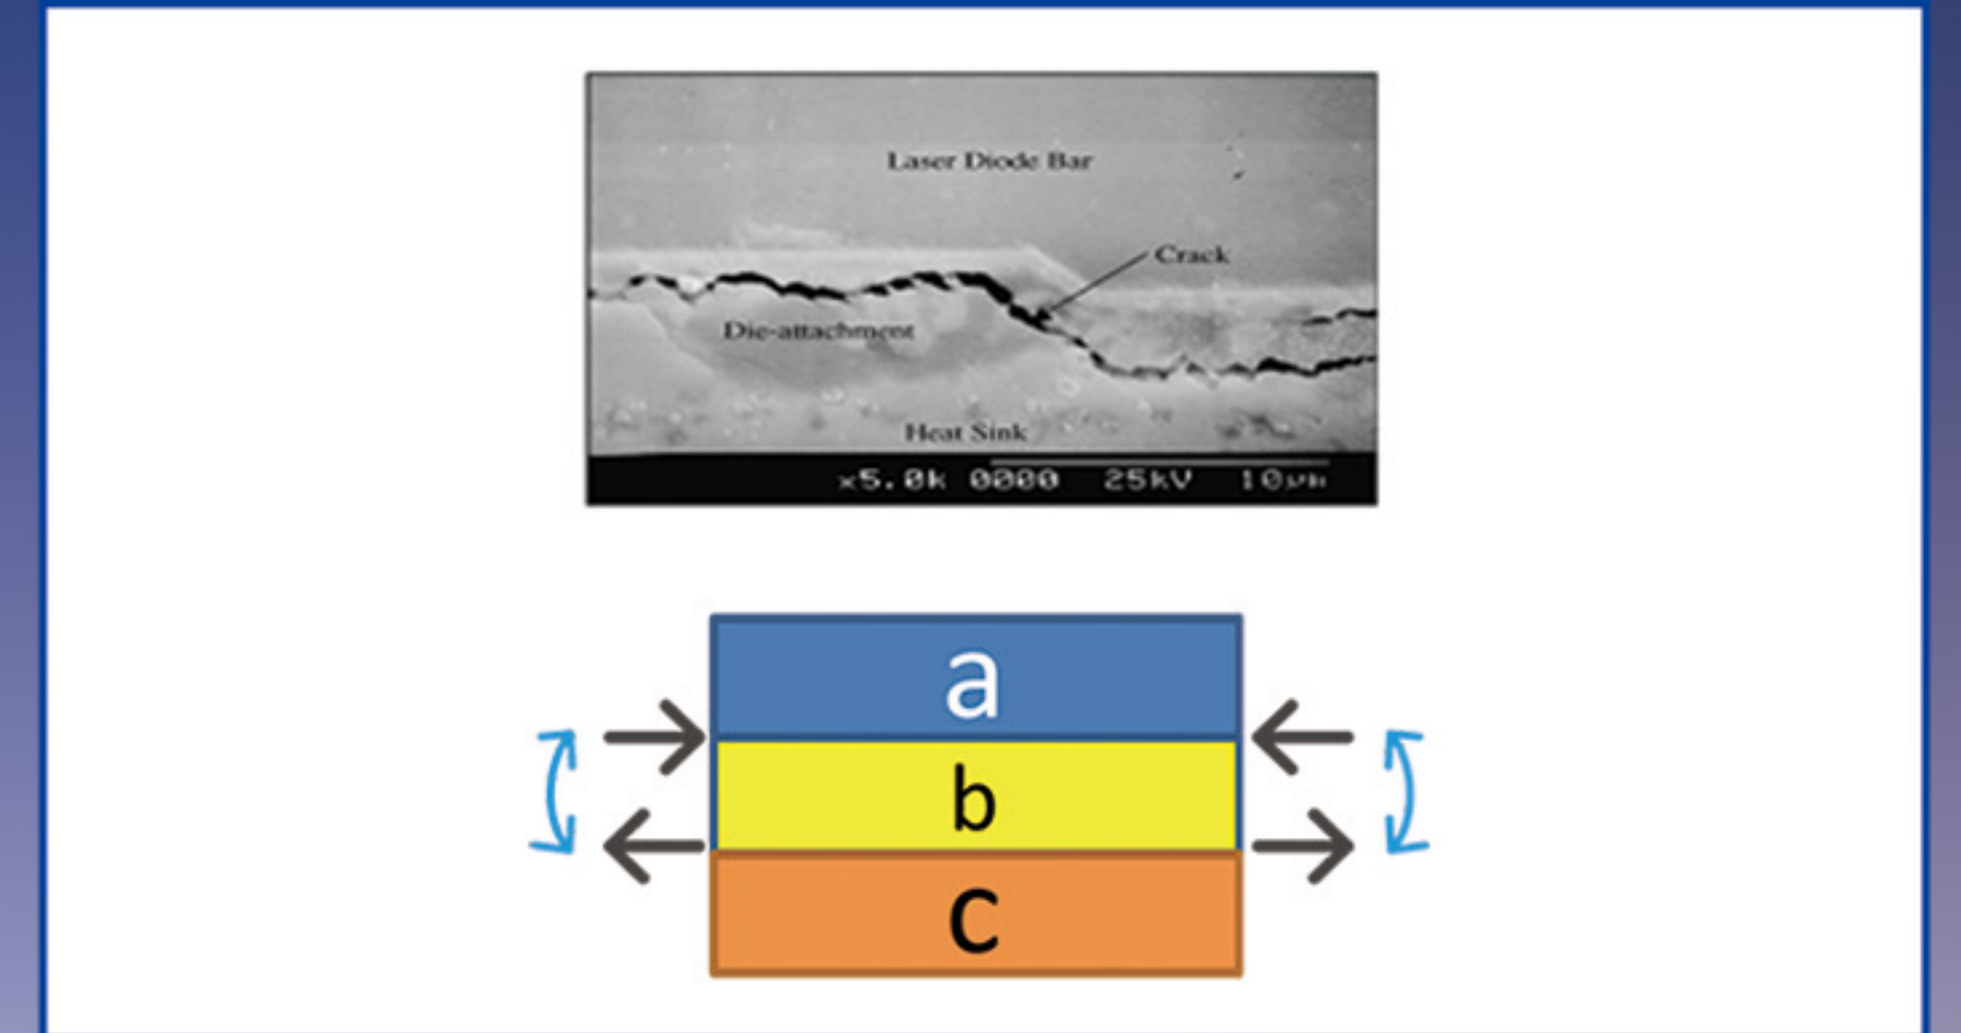 Laser Diode Bar
Crack
Die-attachment
Heat Sink
x5.0k 0000 25kV 10μm
a
b
c